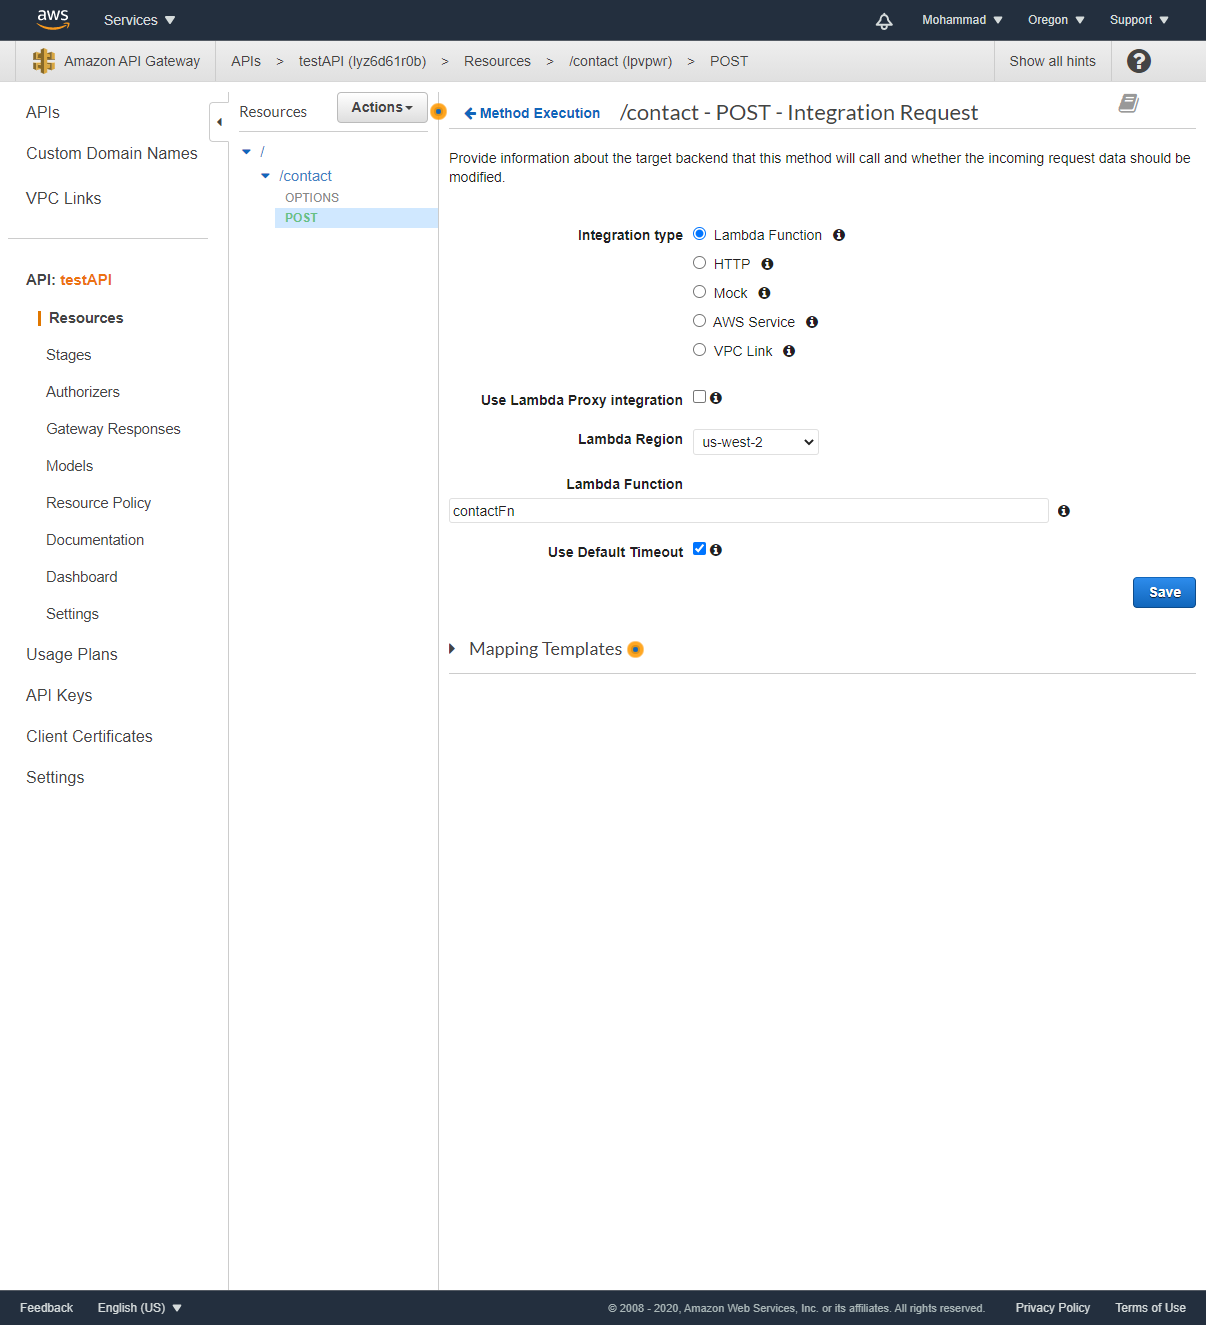 aws
Services
Mohammad
Oregon
Support
Amazon API Gateway
APIs > testAPI (lyz6d61r0b) > Resources > /contact (lpvpwr) > POST
Show all hints
?
APIs
Custom Domain Names
VPC Links
API: testAPI
Resources
Stages
Authorizers
Gateway Responses
Models
Resource Policy
Documentation
Dashboard
Settings
Usage Plans
API Keys
Client Certificates
Settings
Resources
Actions
/
/contact
OPTIONS
POST
Method Execution
/contact - POST - Integration Request
Provide information about the target backend that this method will call and whether the incoming request data should be
modified.
Integration type
Lambda Function
HTTP
Mock
AWS Service
VPC Link
Use Lambda Proxy integration
Lambda Region
us-west-2
Lambda Function
contactFn
Use Default Timeout
Save
Mapping Templates
Feedback
English (US)
© 2008 - 2020, Amazon Web Services, Inc. or its affiliates. All rights reserved.
Privacy Policy
Terms of Use